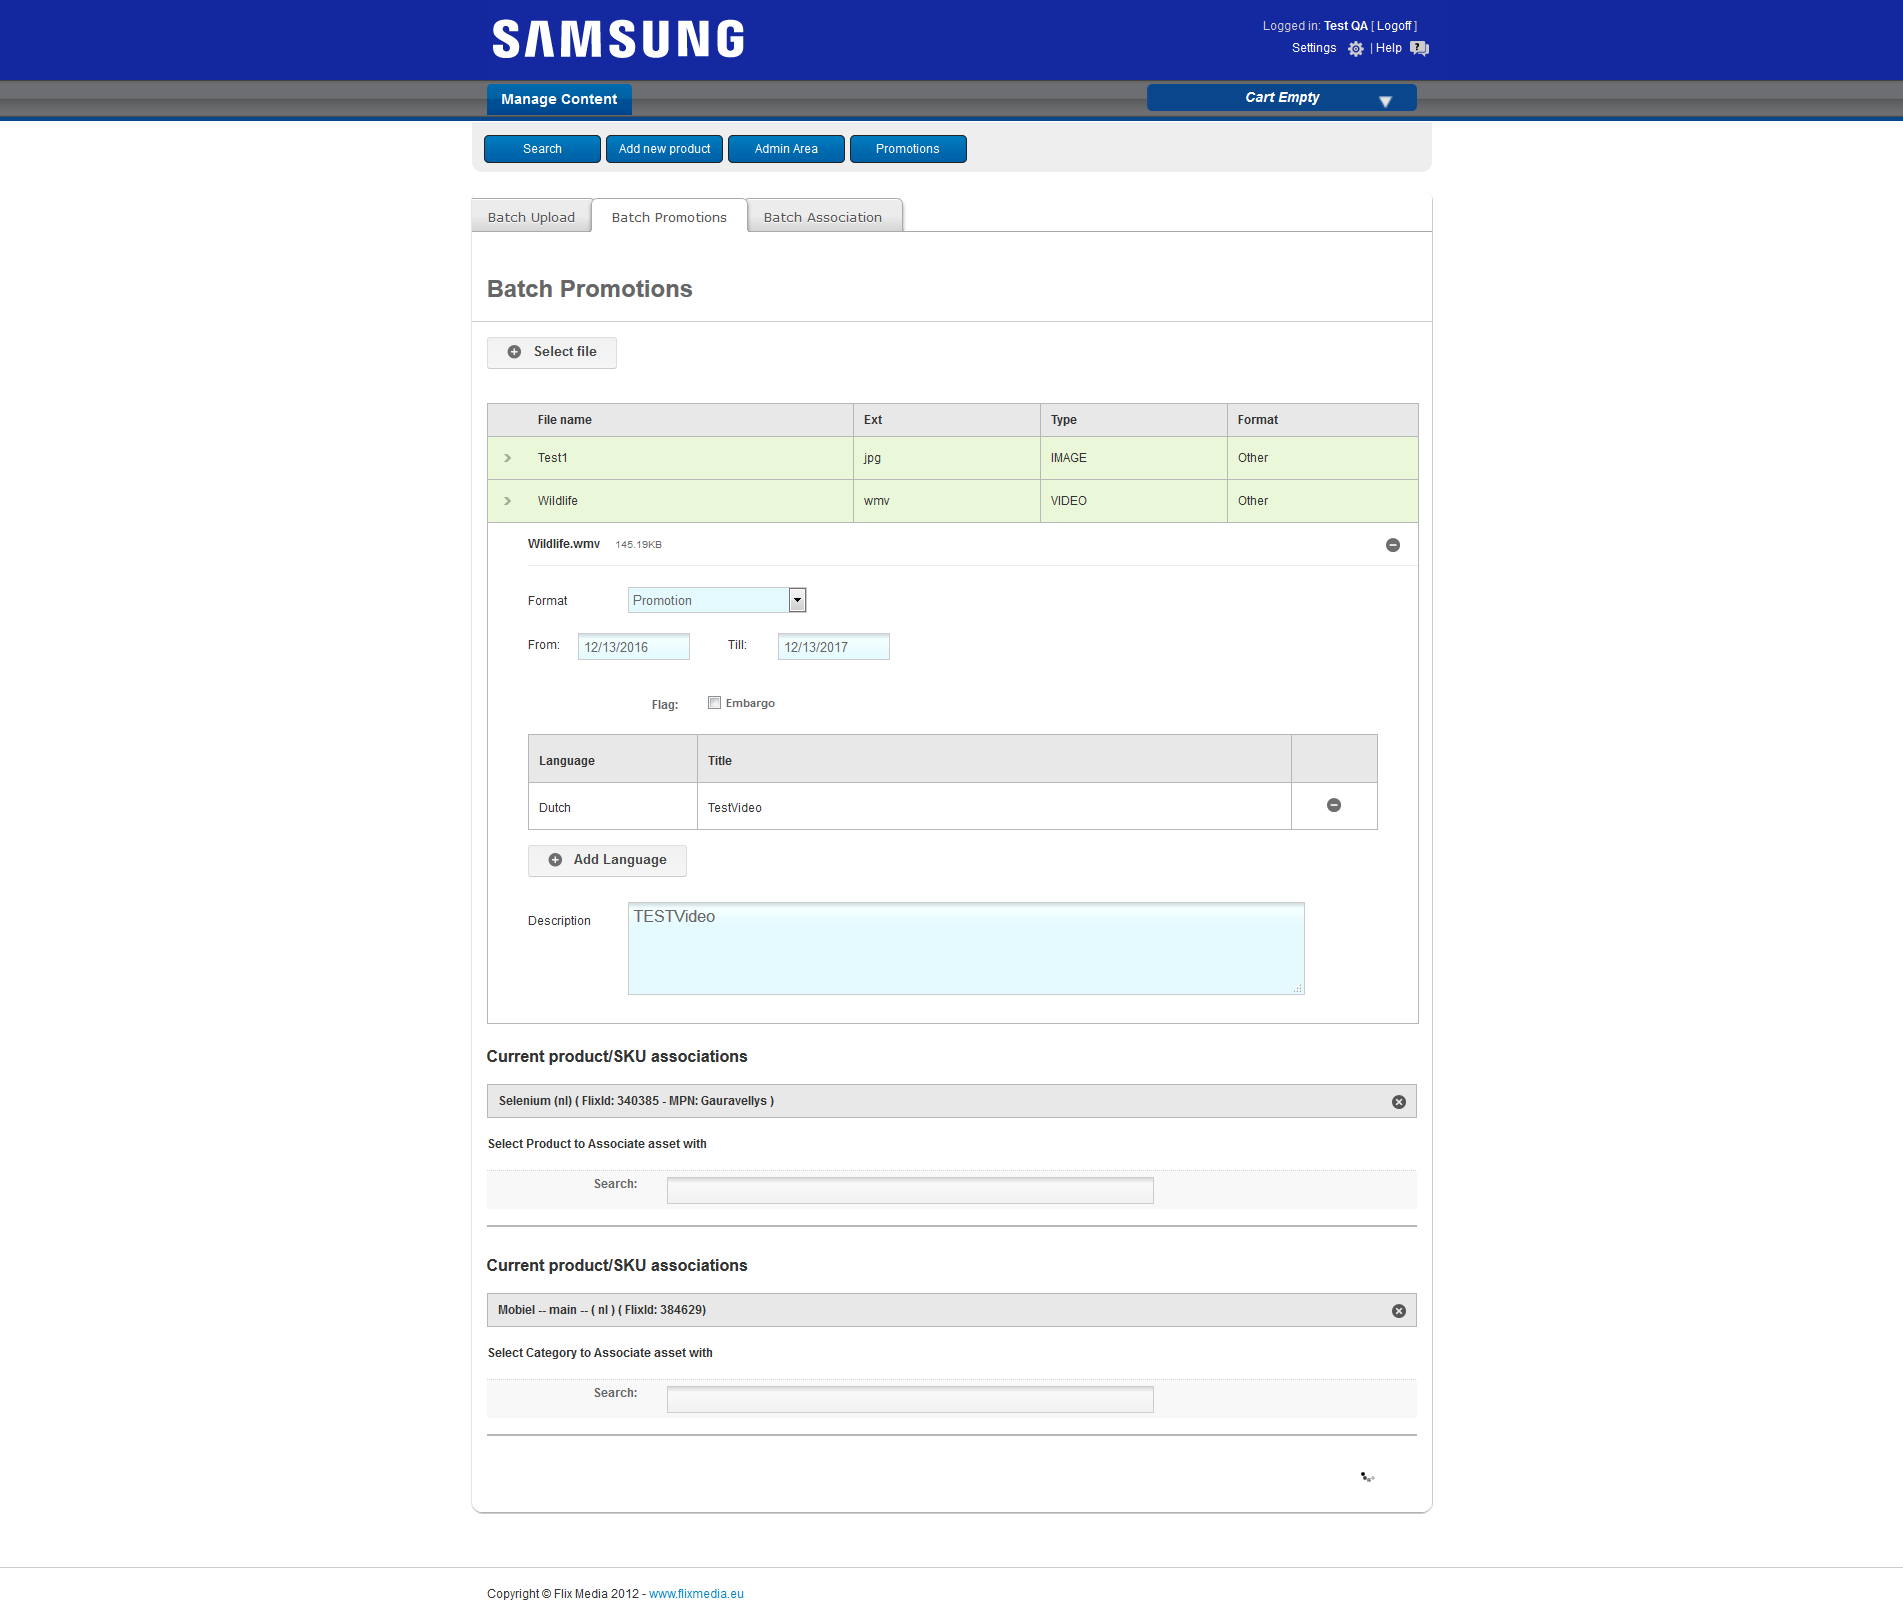 SAMSUNG
Logged in: Test QA [ Logoff ]
Settings | Help
Manage Content
Cart Empty
Search Add new product Admin Area Promotions
Batch Upload Batch Promotions Batch Association
Batch Promotions
Select file
File name Ext Type Format
Test1 jpg IMAGE Other
Wildlife wmv VIDEO Other
Wildlife.wmv 145.19KB
Format Promotion
From: 12/13/2016 Till: 12/13/2017
Flag: Embargo
Language Title
Dutch TestVideo
Add Language
Description TESTVideo
Current product/SKU associations
Selenium (nl) ( FlixId: 340385 - MPN: Gauravellys )
Select Product to Associate asset with
Search:
Current product/SKU associations
Mobiel -- main -- ( nl ) ( FlixId: 384629)
Select Category to Associate asset with
Search:
Copyright © Flix Media 2012 - www.flixmedia.eu